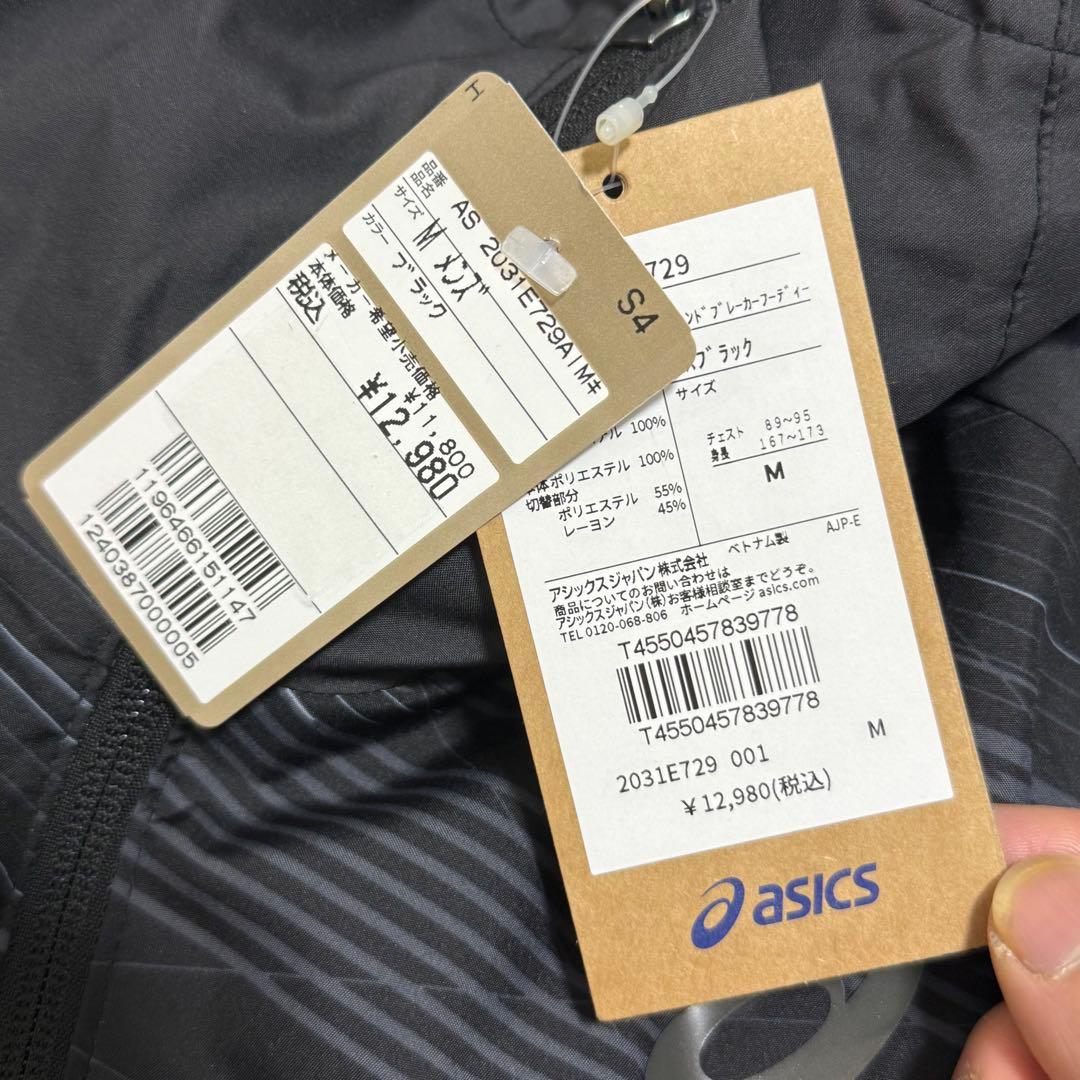 エ
品番
品名
AS 2031E729A/Mキ
サイズ
M メンズ
カラー
ブラック
S4
メーカー希望小売価格
本体価格
¥11,800
税込
¥12,980
1196466151147
1240387000005
729
ンドブレーカーフーディー
ブラック
サイズ
アル 100%
チェスト 89~95
身長 167~173
M
本体ポリエステル 100%
切替部分
ポリエステル 55%
レーヨン 45%
ベトナム製
AJP-E
アシックスジャパン株式会社
商品についてのお問い合わせは
アシックスジャパン(株)お客様相談室までどうぞ。
TEL 0120-068-806 ホームページ asics.com
T4550457839778
T4550457839778
2031E729 001
M
¥12,980(税込)
asics